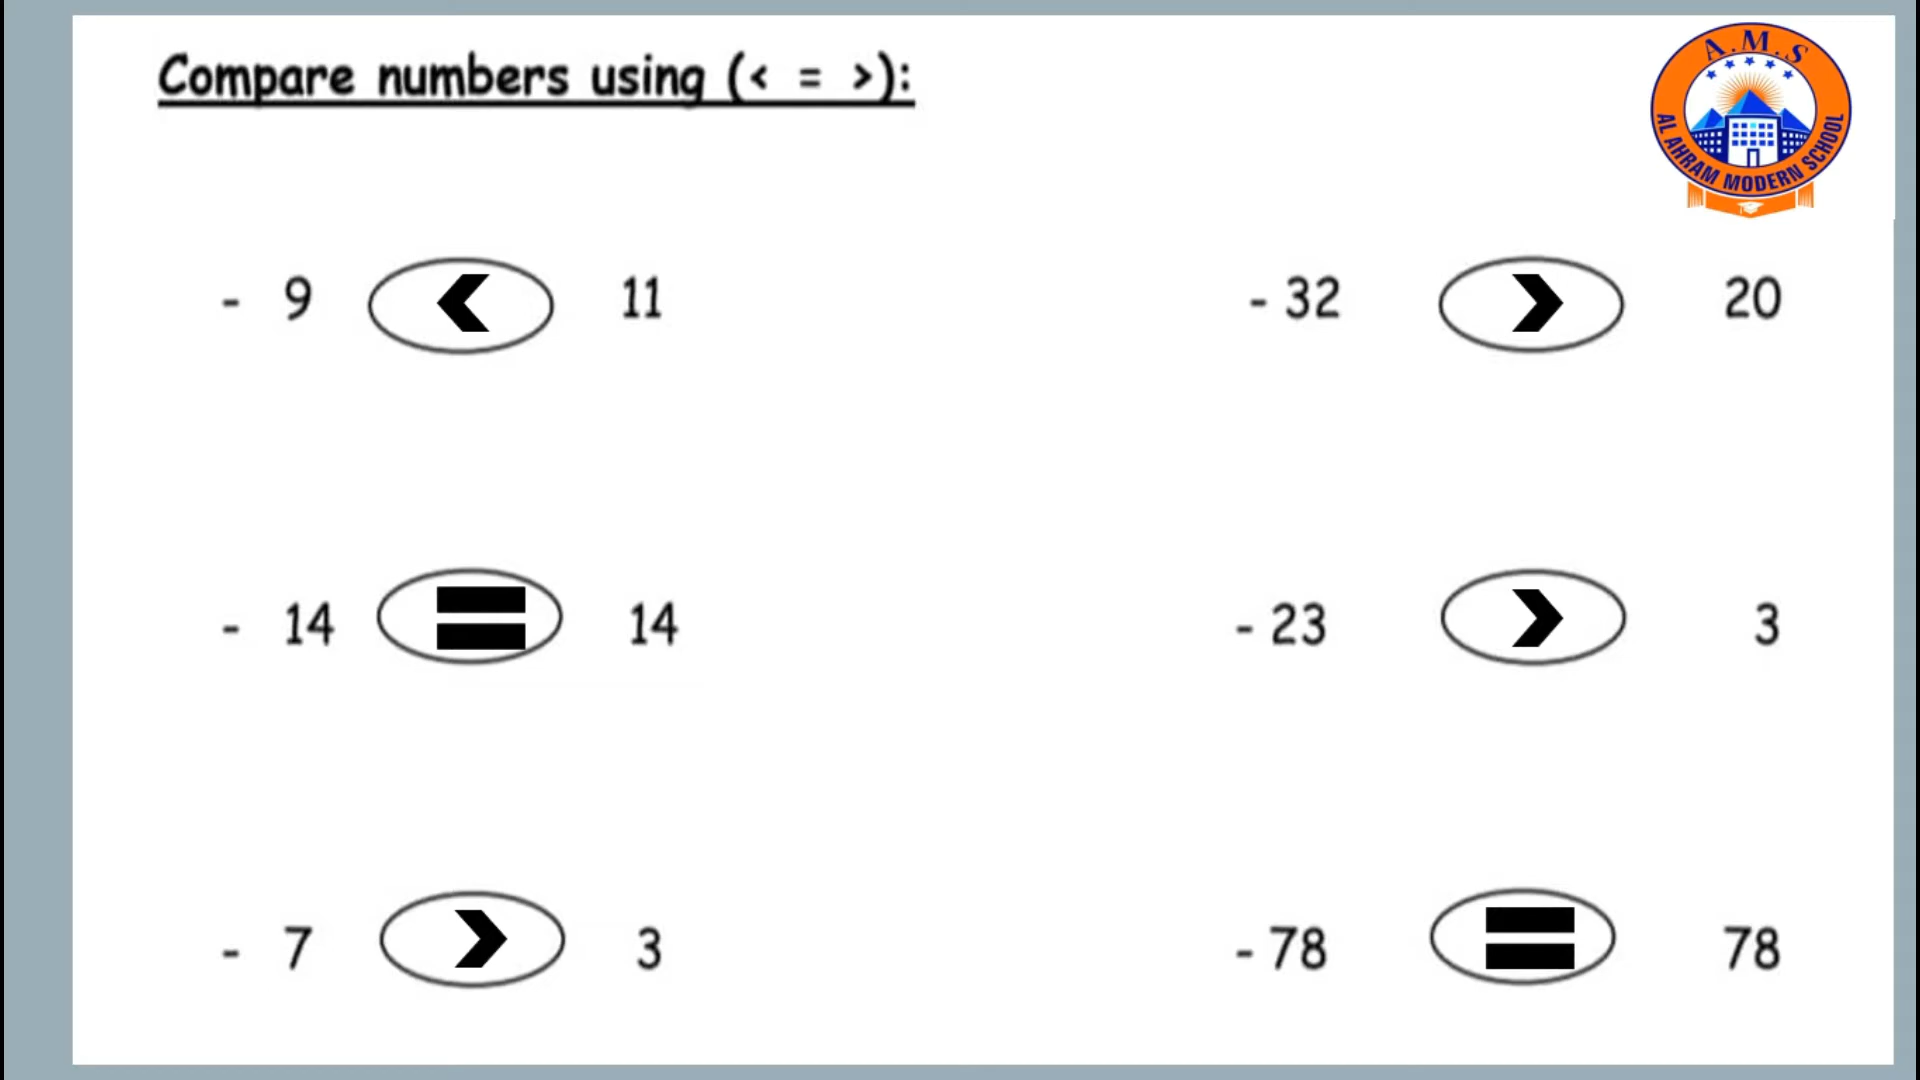 Compare numbers using (< = >):
A.M.S
AL AHRAM MODERN SCHOOL
- 9 < 11
- 32 > 20
- 14 = 14
- 23 > 3
- 7 > 3
- 78 = 78